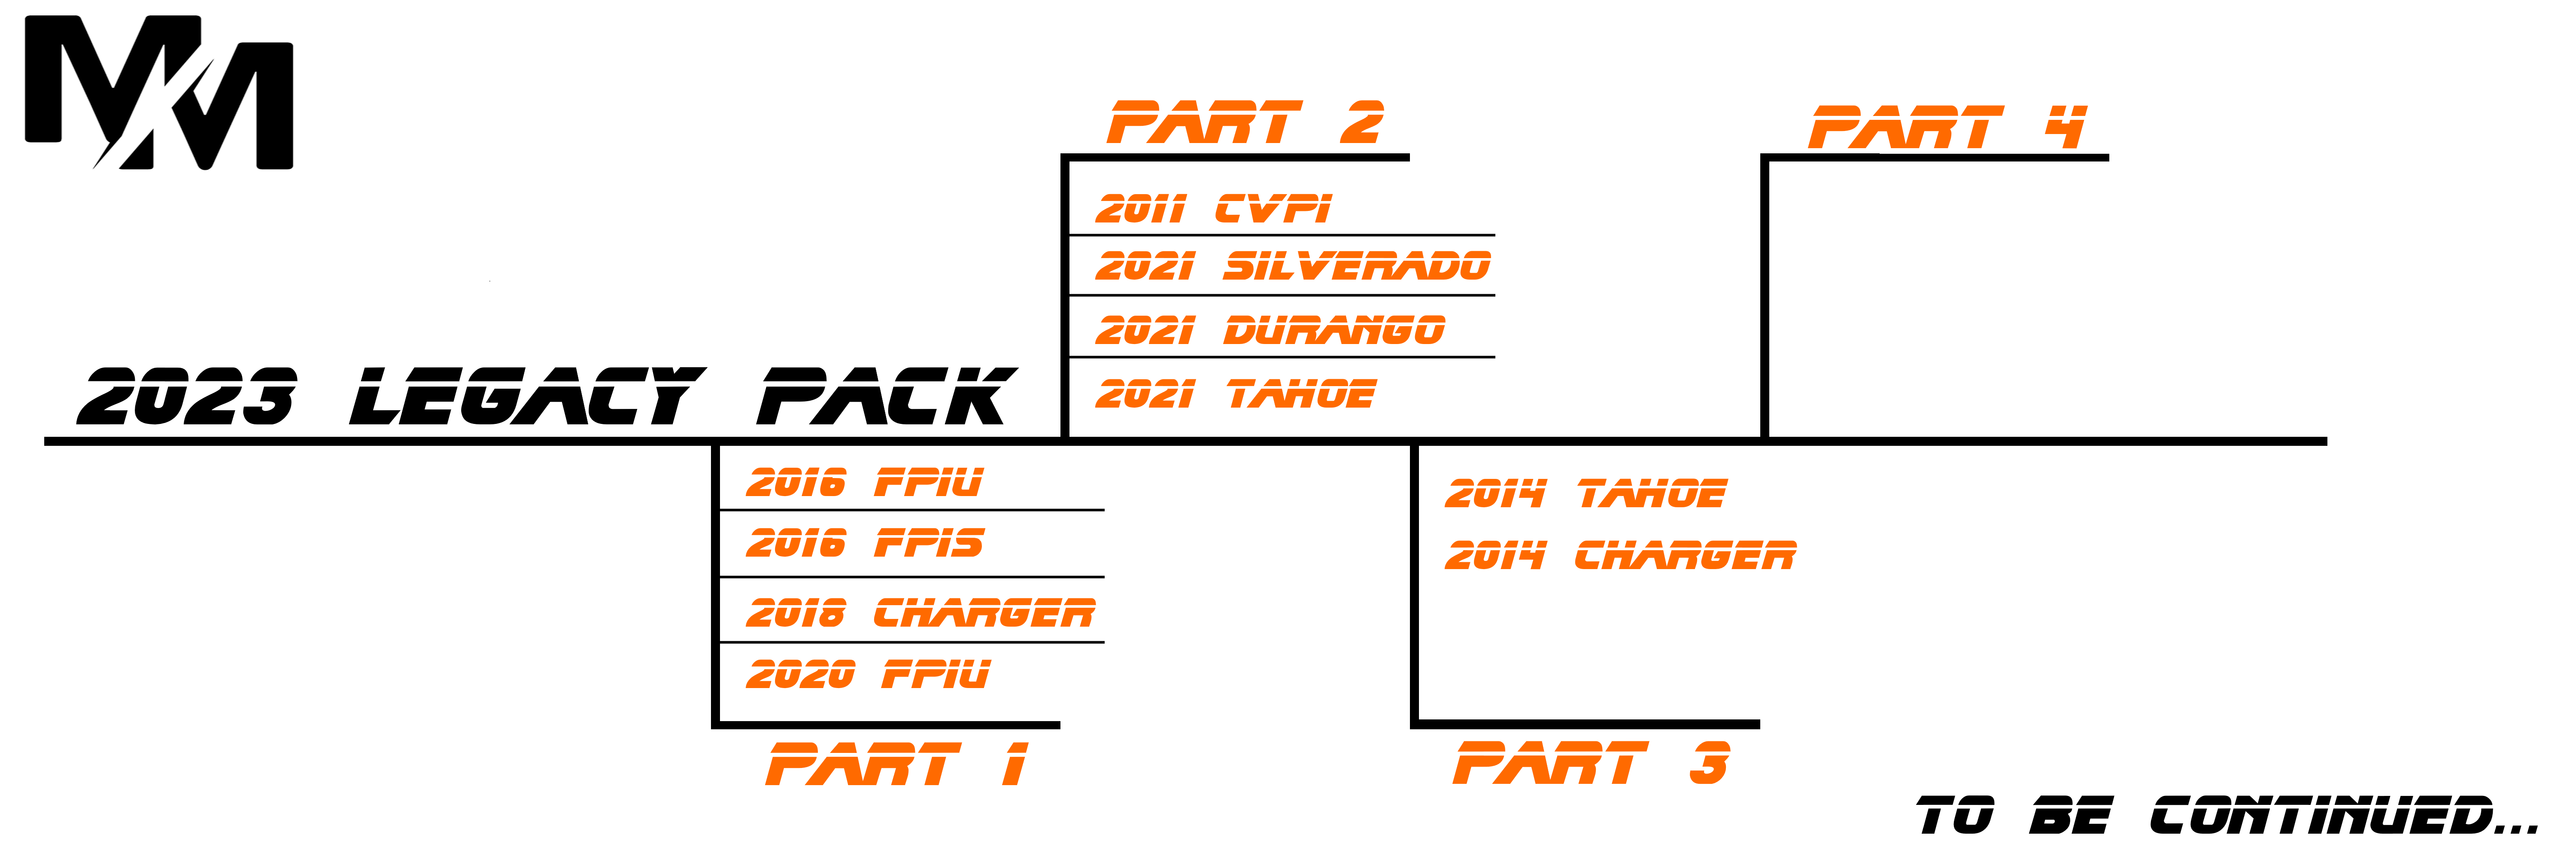 MM
2023 LEGACY PACK
2016 FPIU
2016 FPIS
2018 CHARGER
2020 FPIU
PART 1
PART 2
2011 CVPI
2021 SILVERADO
2021 DURANGO
2021 TAHOE
2014 TAHOE
2014 CHARGER
PART 3
PART 4
TO BE CONTINUED...